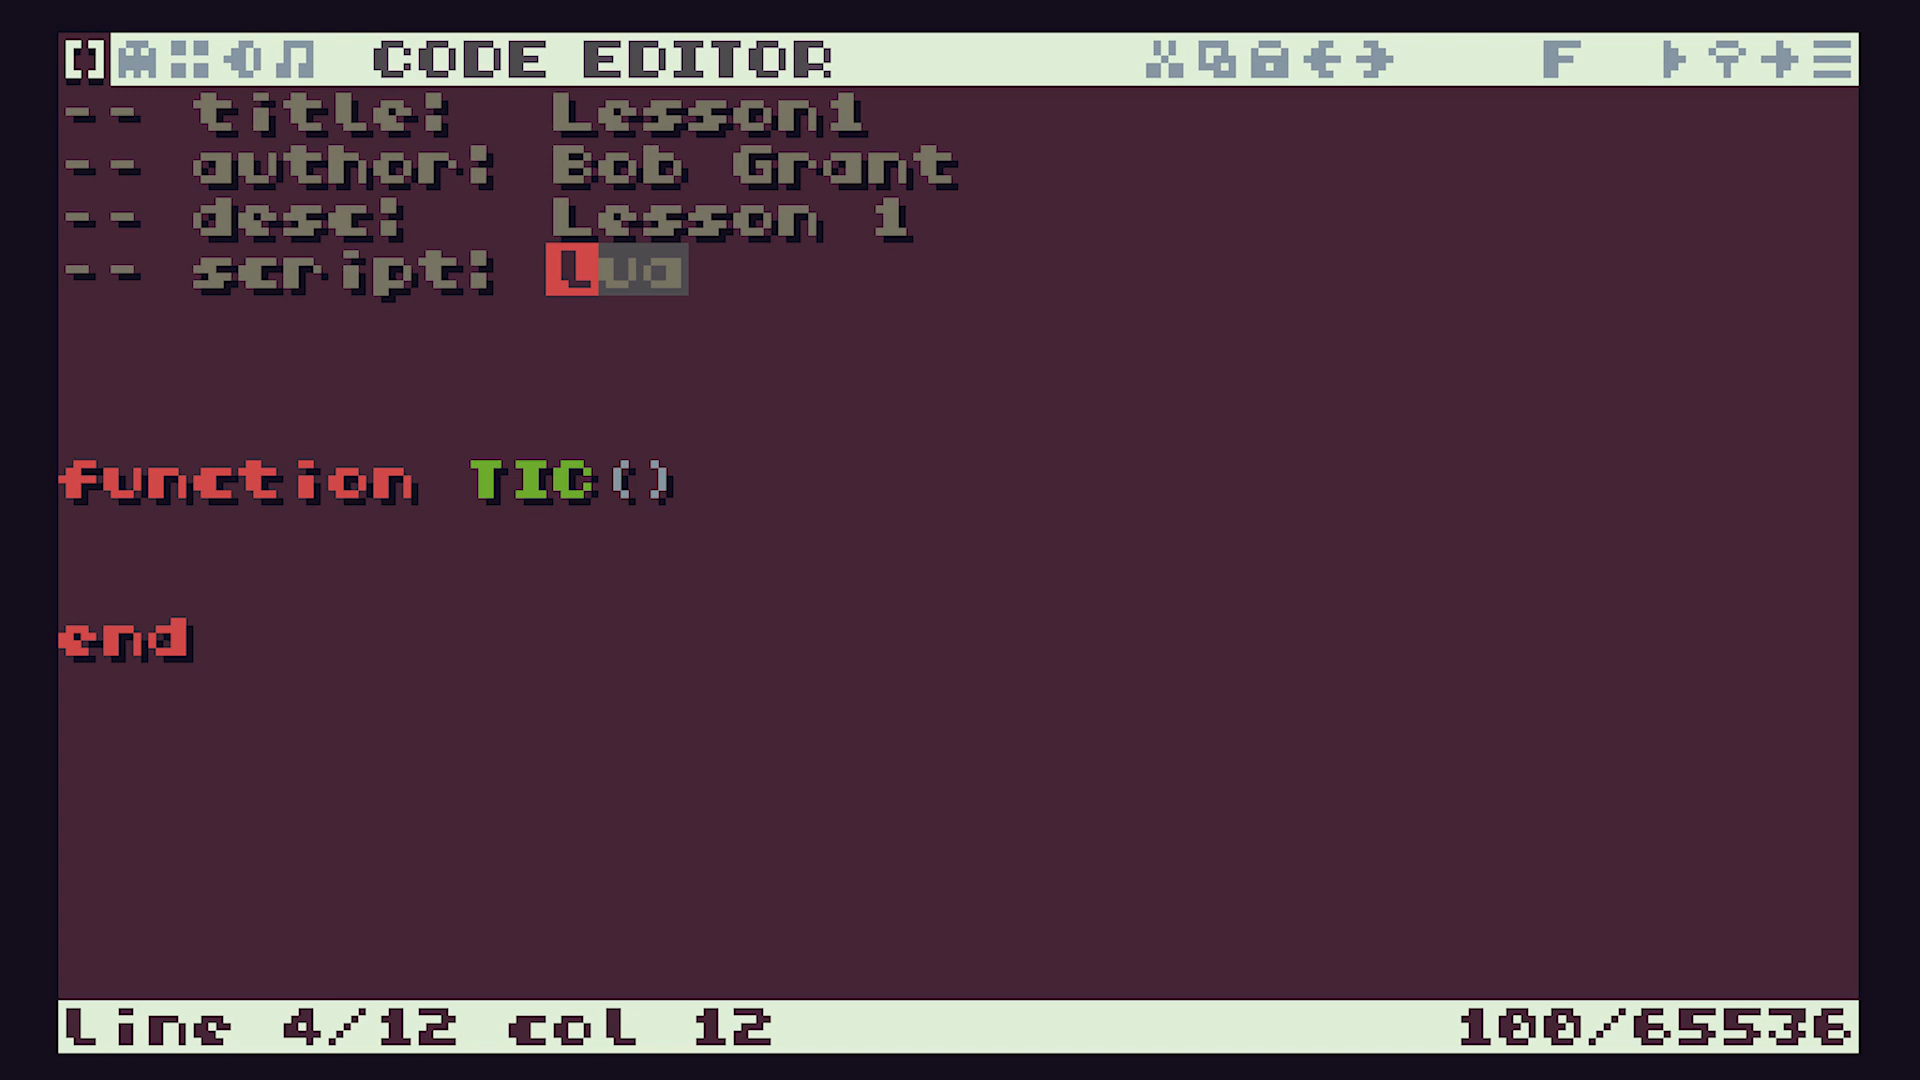 CODE EDITOR F
-- title: Lesson1
-- author: Bob Grant
-- desc: Lesson 1
-- script: lua
function TIC()
end
line 4/12 col 12 100/65536